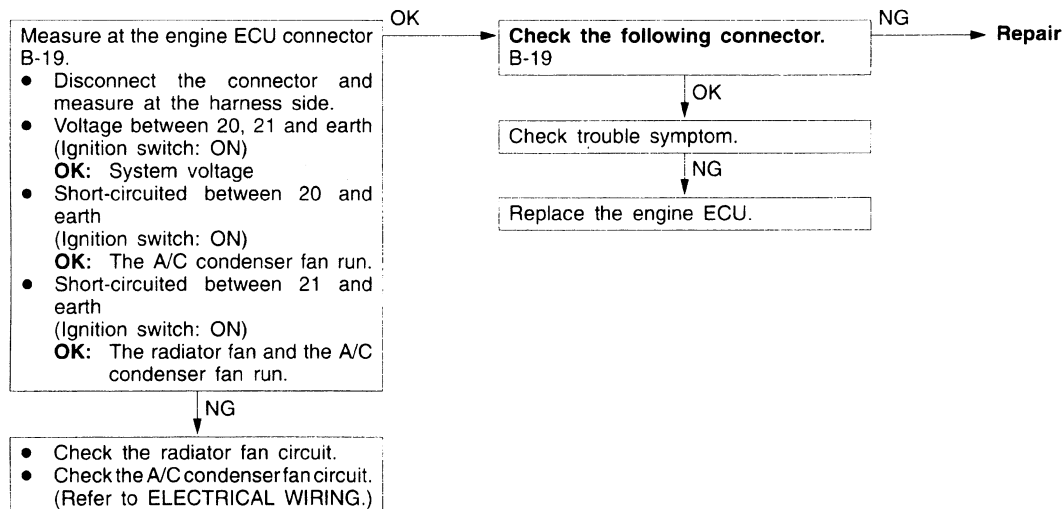 Measure at the engine ECU connector
B-19.
● Disconnect the connector and
measure at the harness side.
● Voltage between 20, 21 and earth
(Ignition switch: ON)
OK: System voltage
● Short-circuited between 20 and
earth
(Ignition switch: ON)
OK: The A/C condenser fan run.
● Short-circuited between 21 and
earth
(Ignition switch: ON)
OK: The radiator fan and the A/C
condenser fan run.
OK
Check the following connector.
B-19
NG
Repair
OK
Check trouble symptom.
NG
Replace the engine ECU.
NG
● Check the radiator fan circuit.
● Check the A/C condenser fan circuit.
(Refer to ELECTRICAL WIRING.)